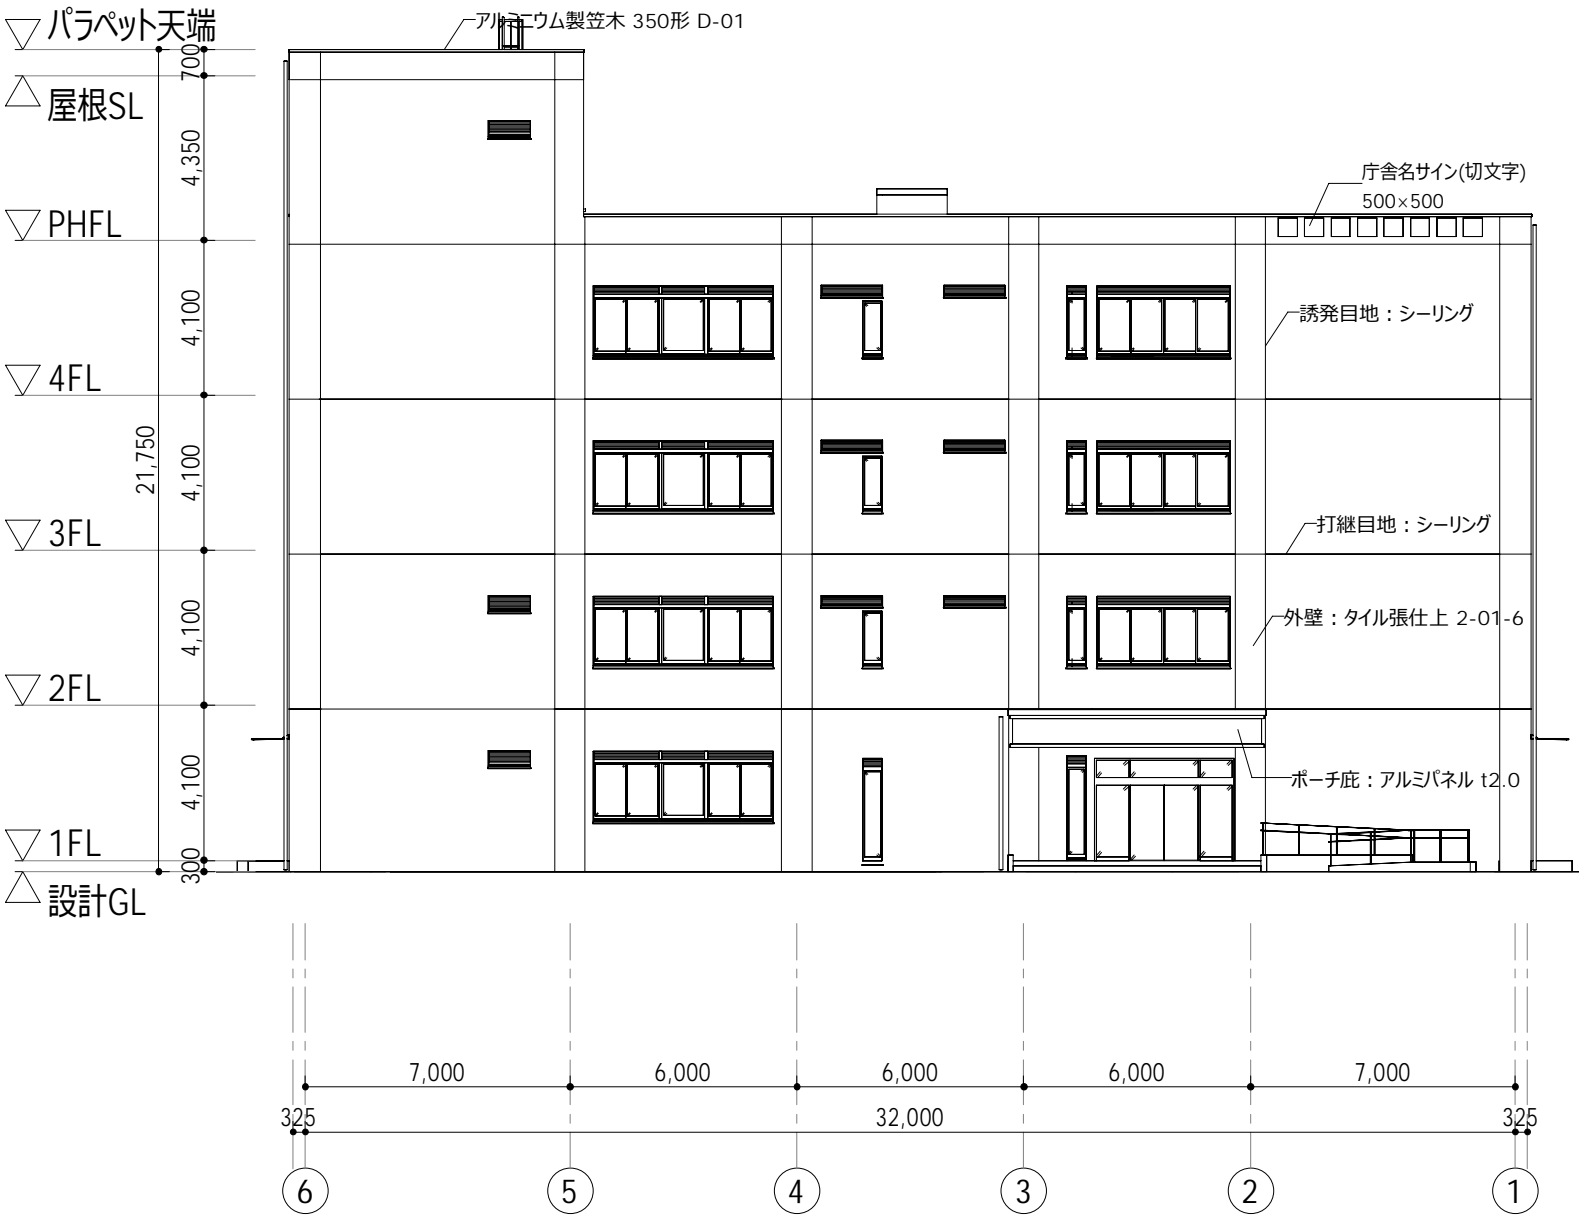 パラペット天端
アルミニウム製笠木 350形 D-01
700
屋根SL
4,350
庁舎名サイン(切文字)
500×500
PHFL
4,100
誘発目地：シーリング
4FL
21,750
4,100
3FL
打継目地：シーリング
4,100
外壁：タイル張仕上 2-01-6
2FL
4,100
ポーチ庇：アルミパネル t2.0
1FL
300
設計GL
7,000 6,000 6,000 6,000 7,000
325 32,000 325
6 5 4 3 2 1